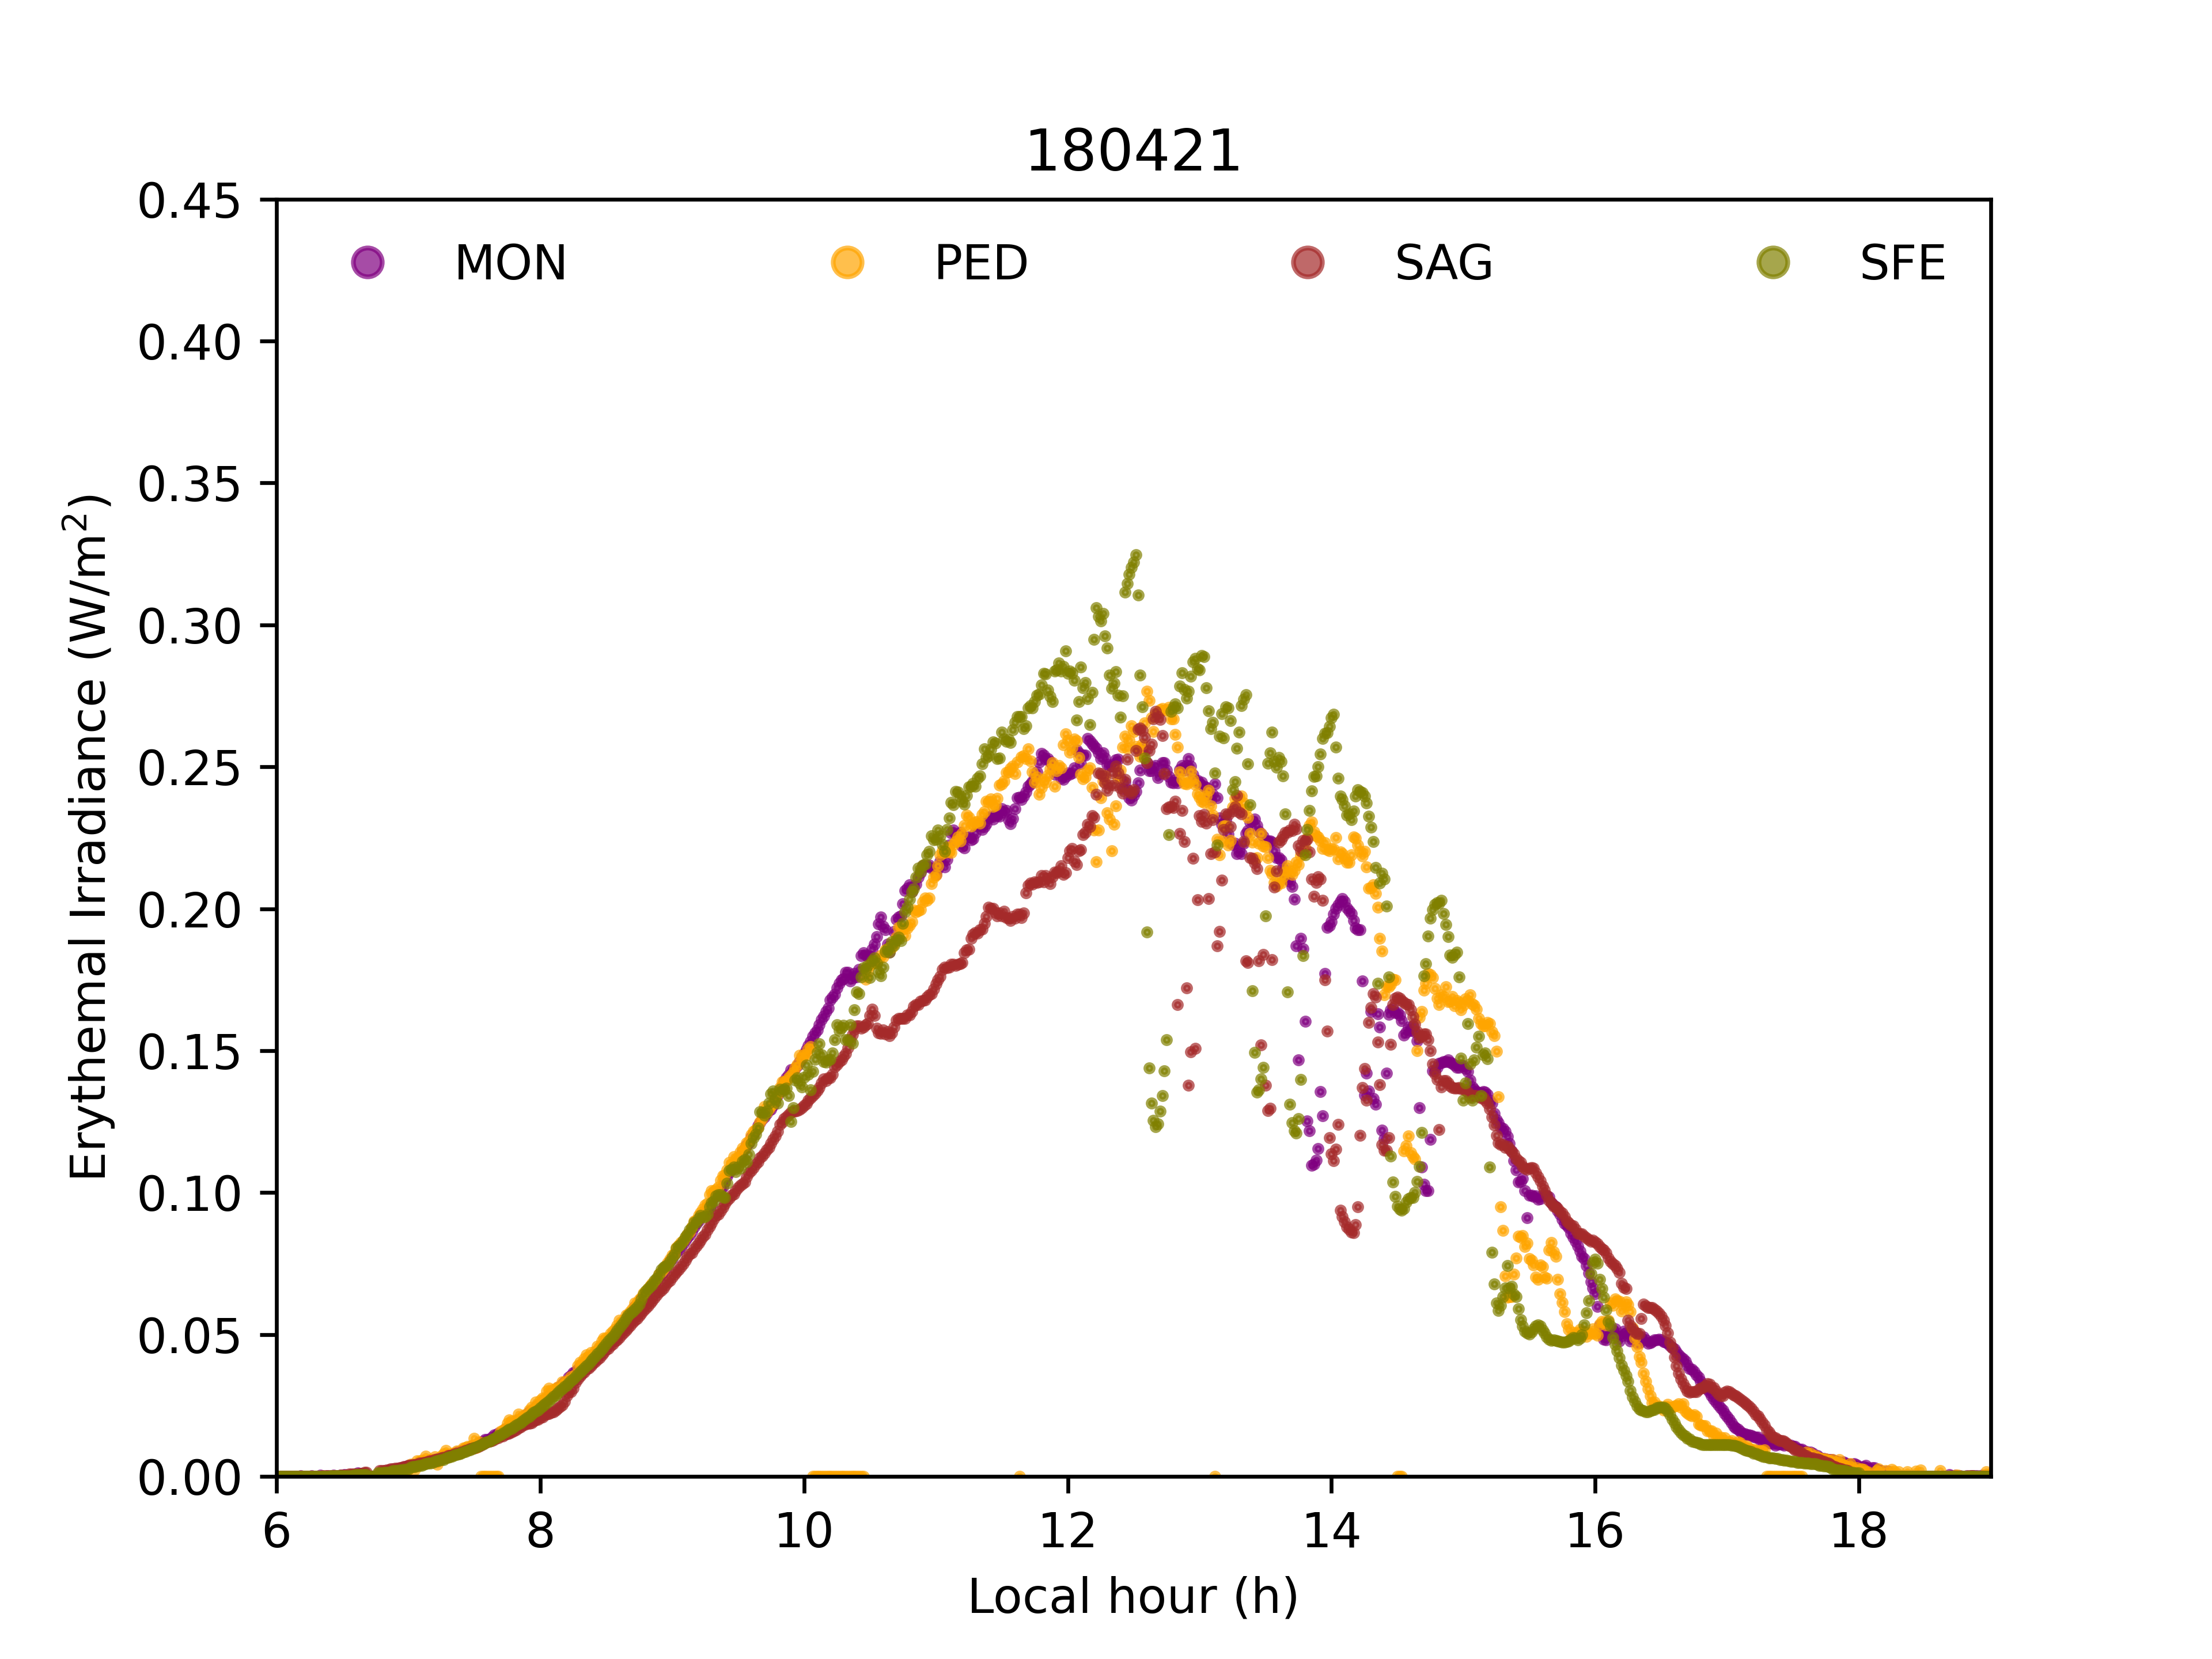 180421
MON PED SAG SFE
0.45
0.40
0.35
0.30
0.25
0.20
0.15
0.10
0.05
0.00
Erythemal Irradiance (W/m²)
6 8 10 12 14 16 18
Local hour (h)